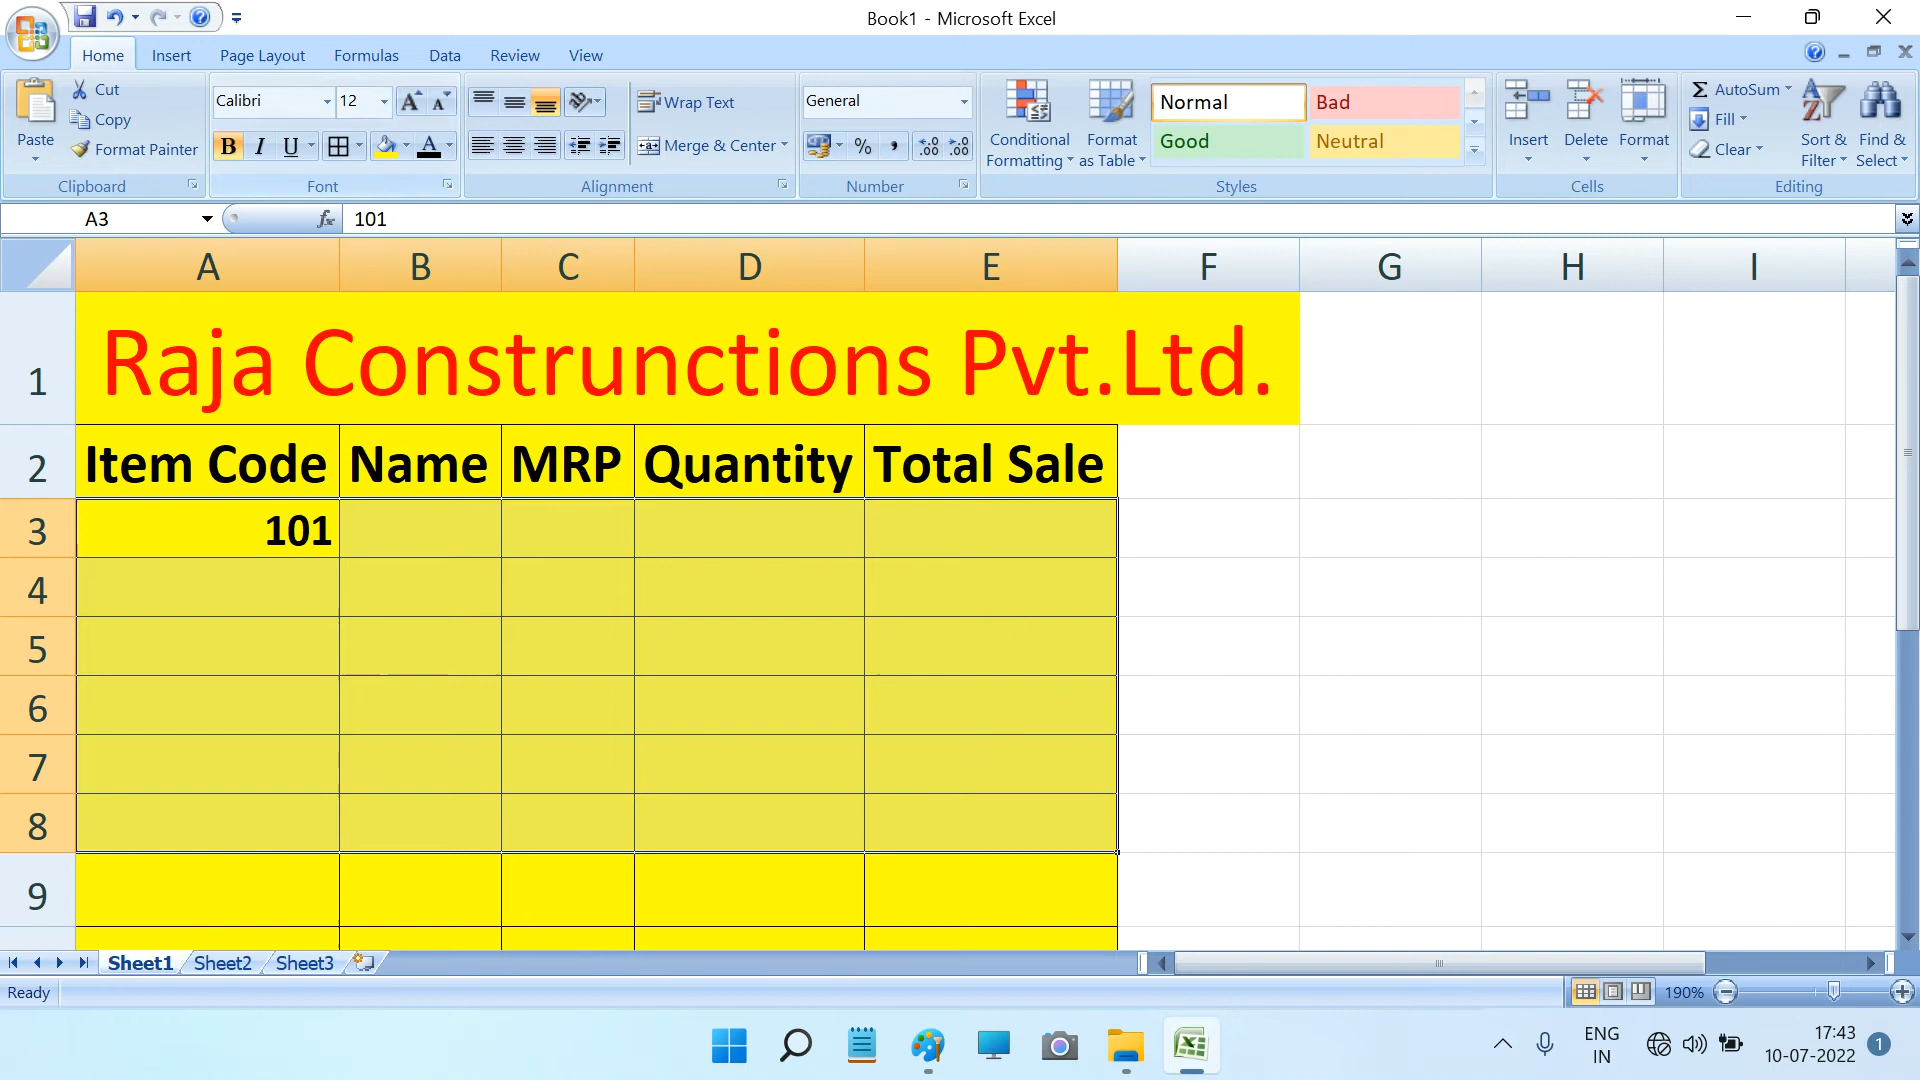 Book1 - Microsoft Excel
Home Insert Page Layout Formulas Data Review View
Paste
Cut
Copy
Format Painter
Clipboard
Calibri 12
B I U A
Font
Wrap Text
Merge & Center
Alignment
General
%
Number
Conditional Formatting
Format as Table
Normal Bad
Good Neutral
Styles
Insert Delete Format
Cells
AutoSum
Fill
Clear
Sort & Filter
Find & Select
Editing
A3 fx 101
A B C D E F G H I
1 Raja Construnctions Pvt.Ltd.
2 Item Code Name MRP Quantity Total Sale
3 101
4
5
6
7
8
9
Sheet1 Sheet2 Sheet3
Ready 190%
ENG
IN
17:43
10-07-2022
1